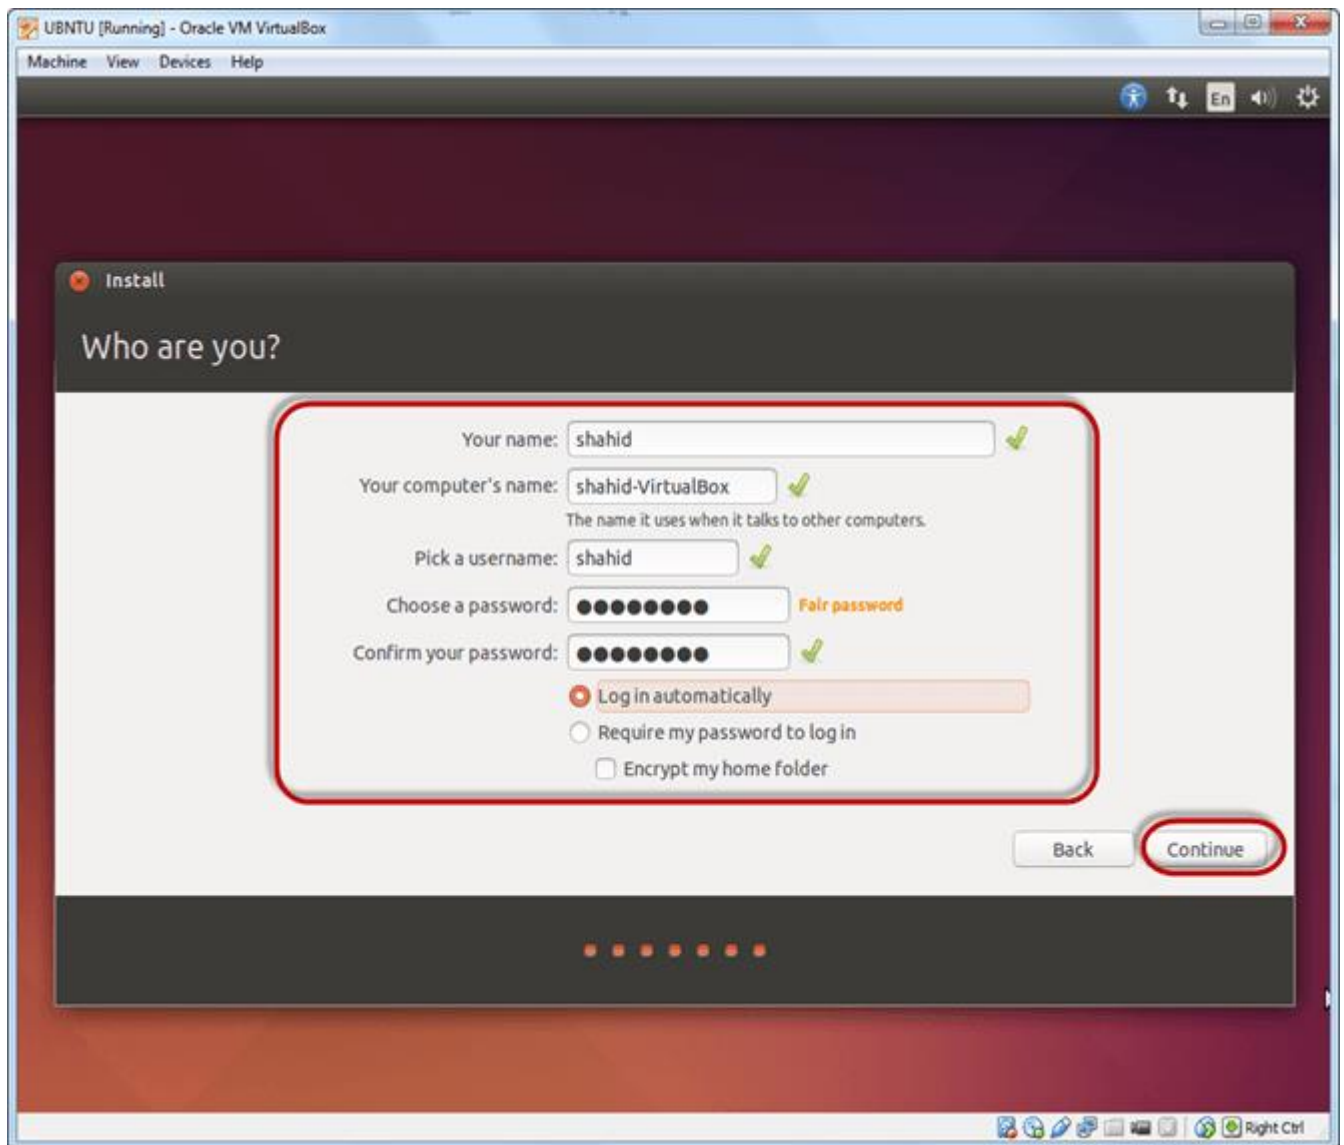 UBNTU [Running] - Oracle VM VirtualBox
Machine View Devices Help
En
Install
Who are you?
Your name: shahid
Your computer's name: shahid-VirtualBox
The name it uses when it talks to other computers.
Pick a username: shahid
Choose a password: ●●●●●●●● Fair password
Confirm your password: ●●●●●●●●
Log in automatically
Require my password to log in
Encrypt my home folder
Back Continue
Right Ctrl